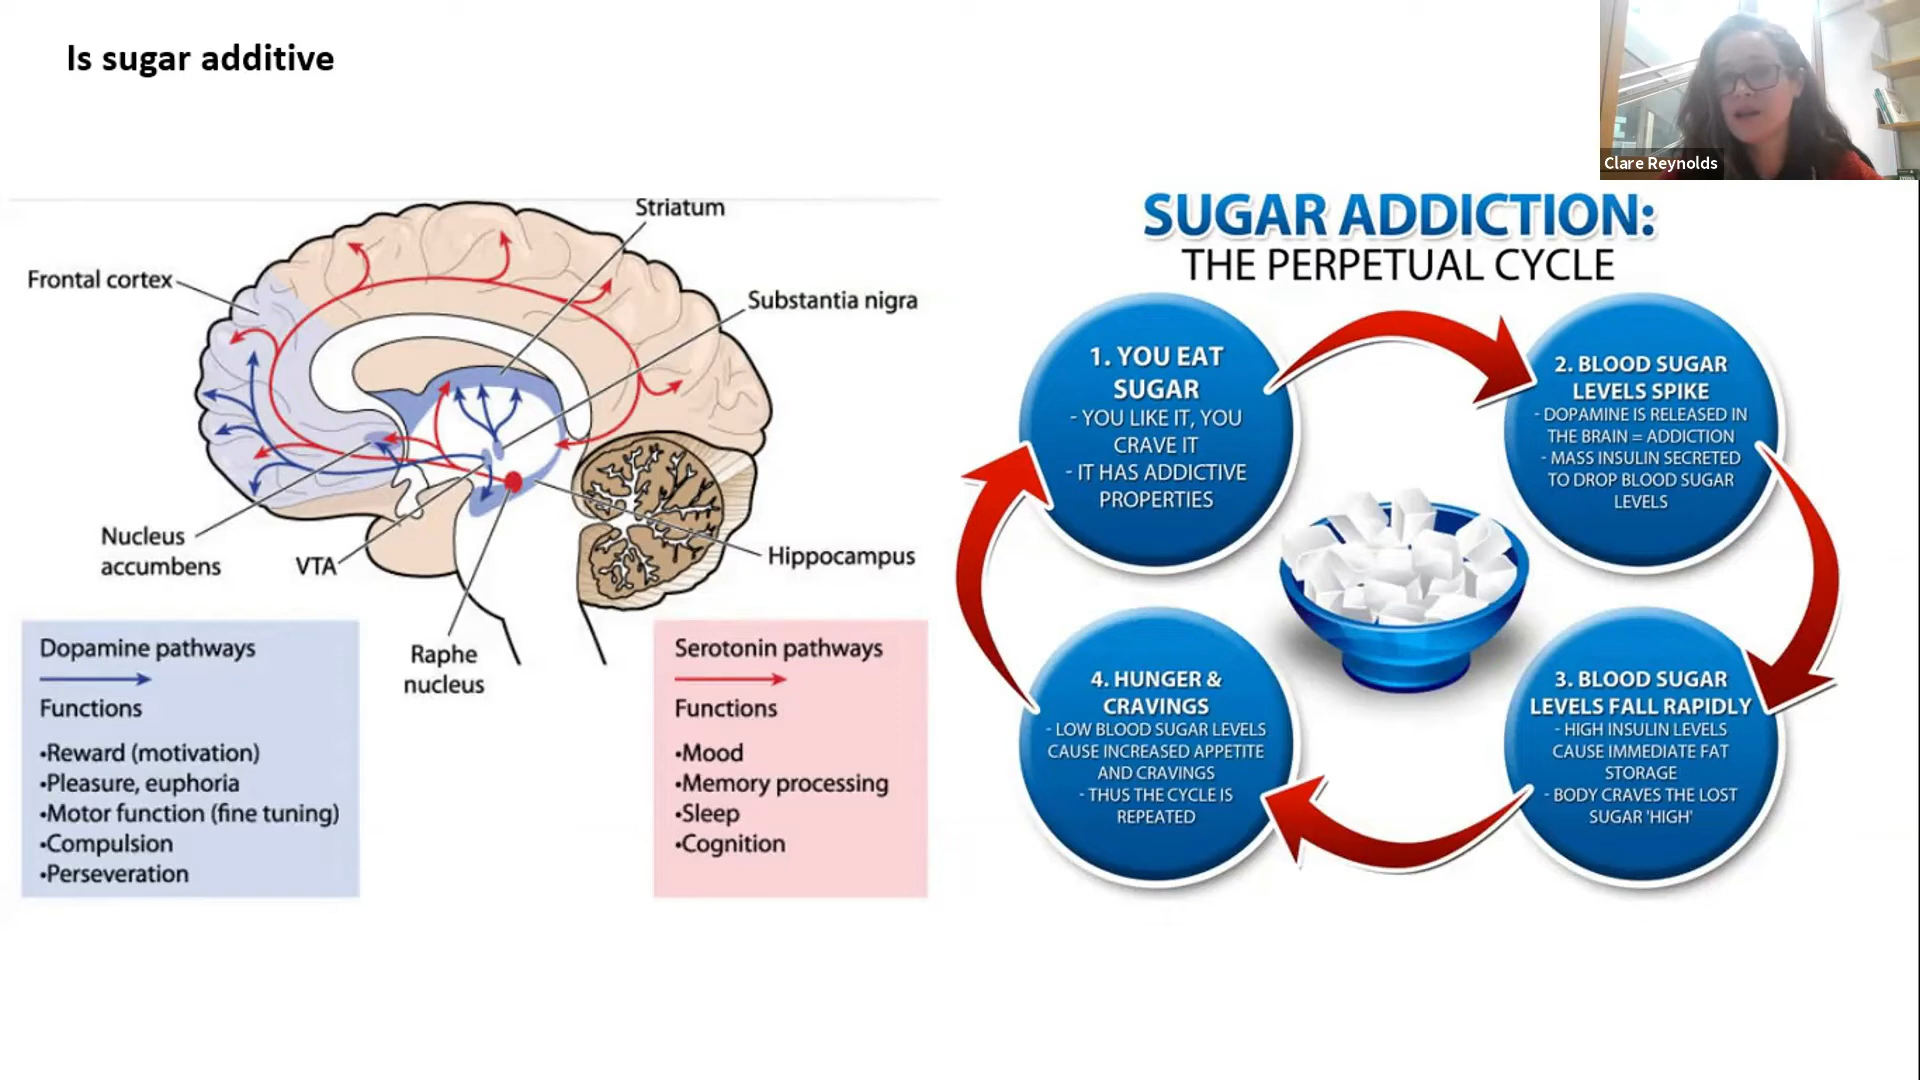 Is sugar additive
Clare Reynolds
Striatum
Frontal cortex
Substantia nigra
Nucleus
accumbens
VTA
Hippocampus
Raphe
nucleus
Dopamine pathways
Functions
•Reward (motivation)
•Pleasure, euphoria
•Motor function (fine tuning)
•Compulsion
•Perseveration
Serotonin pathways
Functions
•Mood
•Memory processing
•Sleep
•Cognition
SUGAR ADDICTION:
THE PERPETUAL CYCLE
1. YOU EAT
SUGAR
- YOU LIKE IT, YOU
CRAVE IT
- IT HAS ADDICTIVE
PROPERTIES
2. BLOOD SUGAR
LEVELS SPIKE
- DOPAMINE IS RELEASED IN
THE BRAIN = ADDICTION
- MASS INSULIN SECRETED
TO DROP BLOOD SUGAR
LEVELS
3. BLOOD SUGAR
LEVELS FALL RAPIDLY
- HIGH INSULIN LEVELS
CAUSE IMMEDIATE FAT
STORAGE
- BODY CRAVES THE LOST
SUGAR 'HIGH'
4. HUNGER &
CRAVINGS
- LOW BLOOD SUGAR LEVELS
CAUSE INCREASED APPETITE
AND CRAVINGS
- THUS THE CYCLE IS
REPEATED